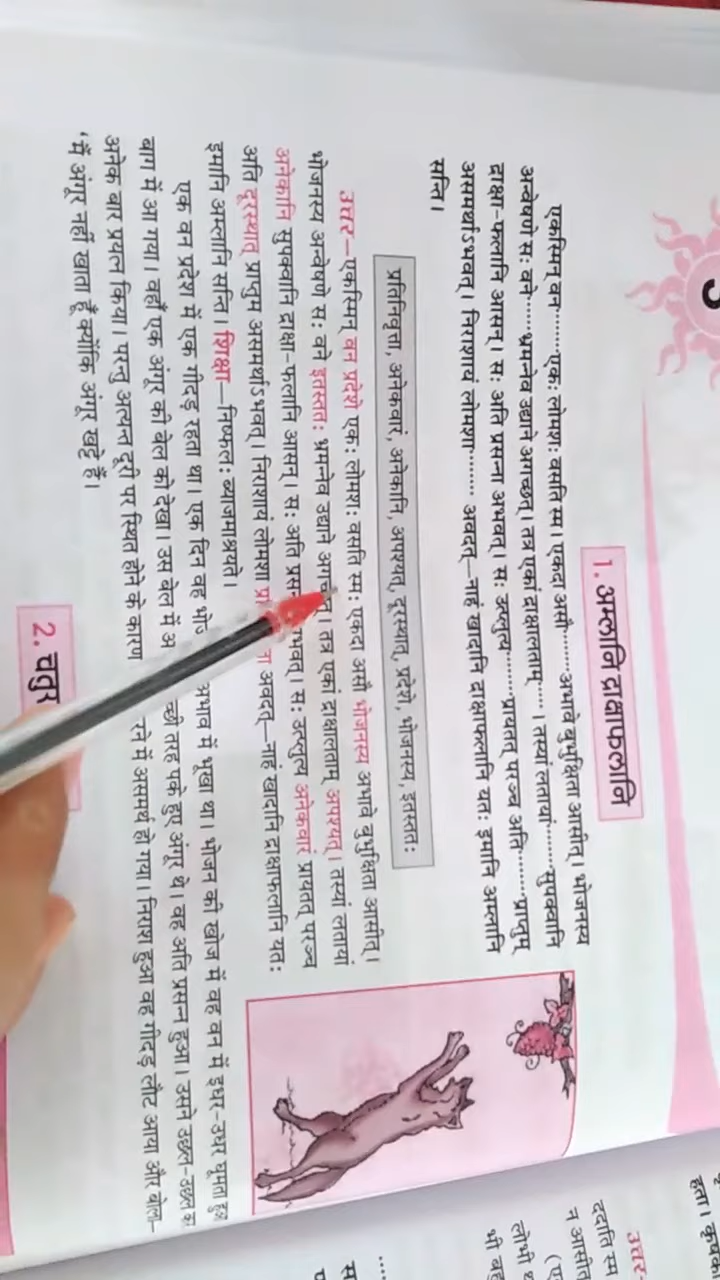 1. अम्लानि द्राक्षाफलानि
एकस्मिन् वन......एकः लोमशः वसति स्म। एकदा असौ......अभावे बुभुक्षिता आसीत्। भोजनस्य
अन्वेषणे सः वने......भ्रमनेव उद्याने अगच्छत्। तत्र एकां द्राक्षालताम्......। तस्यां लतायां......सुपक्वानि
द्राक्षा-फलानि आसन्। सः अति प्रसन्ना अभवत्। सः उत्प्लुत्य......प्रायतत् परञ्च अति......प्राप्तुम्
असमर्थाऽभवत्। निराशायं लोमशा...... अवदत्—नाहं खादानि द्राक्षाफलानि यतः इमानि अम्लानि
सन्ति।
प्रतिनिवृत्ता, अनेकवारं, अनेकानि, अपश्यत्, दूरस्थात्, प्रदेशे, भोजनस्य, इतस्ततः
उत्तर—एकस्मिन् वन प्रदेशे एकः लोमशः वसति स्मः एकदा असौ भोजनस्य अभावे बुभुक्षिता आसीत्।
भोजनस्य अन्वेषणे सः वने इतस्ततः भ्रमन्नेव उद्याने तत्र एकां द्राक्षालताम् अपश्यत्। तस्यां लतायां
अनेकानि सुपक्वानि द्राक्षा-फलानि आसन्। सः अति सः उत्प्लुत्य अनेकवारं प्रायतत् परञ्च
अति दूरस्थात् प्राप्तुम असमर्थाऽभवत्। निराशायं लोमशा अवदत्—नाहं खादानि द्राक्षाफलानि यतः
इमानि अम्लानि सन्ति। शिक्षा—निष्फलः ब्याजमाश्रयते।
एक वन प्रदेश में एक गीदड़ रहता था। एक दिन वह अभाव में भूखा था। भोजन की खोज में वह वन में इधर-उधर घूमता
बाग में आ गया। वहाँ एक अंगूर की बेल को देखा। उस बेल में तरह पके हुए अंगूर थे। वह अति प्रसन्न हुआ। उसने उछल-उछल
अनेक बार प्रयत्न किया। परन्तु अत्यन्त दूरी पर स्थित होने के कारण में असमर्थ हो गया। निराश हुआ वह गीदड़ लौट आया और बोला—
'मैं अंगूर नहीं खाता हूँ क्योंकि अंगूर खट्टे हैं।
2. चतुर
उत्तर
ददाति स्म
न आसीत